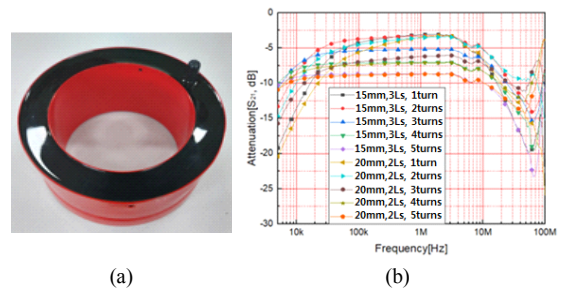 0
-5
-10
-15
-20
-25
-30
Attenuation[S21, dB]
15mm,3Ls, 1turn
15mm,3Ls, 2turns
15mm,3Ls, 3turns
15mm,3Ls, 4turns
15mm,3Ls, 5turns
20mm,2Ls, 1turn
20mm,2Ls, 2turns
20mm,2Ls, 3turns
20mm,2Ls, 4turns
20mm,2Ls, 5turns
10k 100k 1M 10M 100M
Frequency[Hz]
(a) (b)